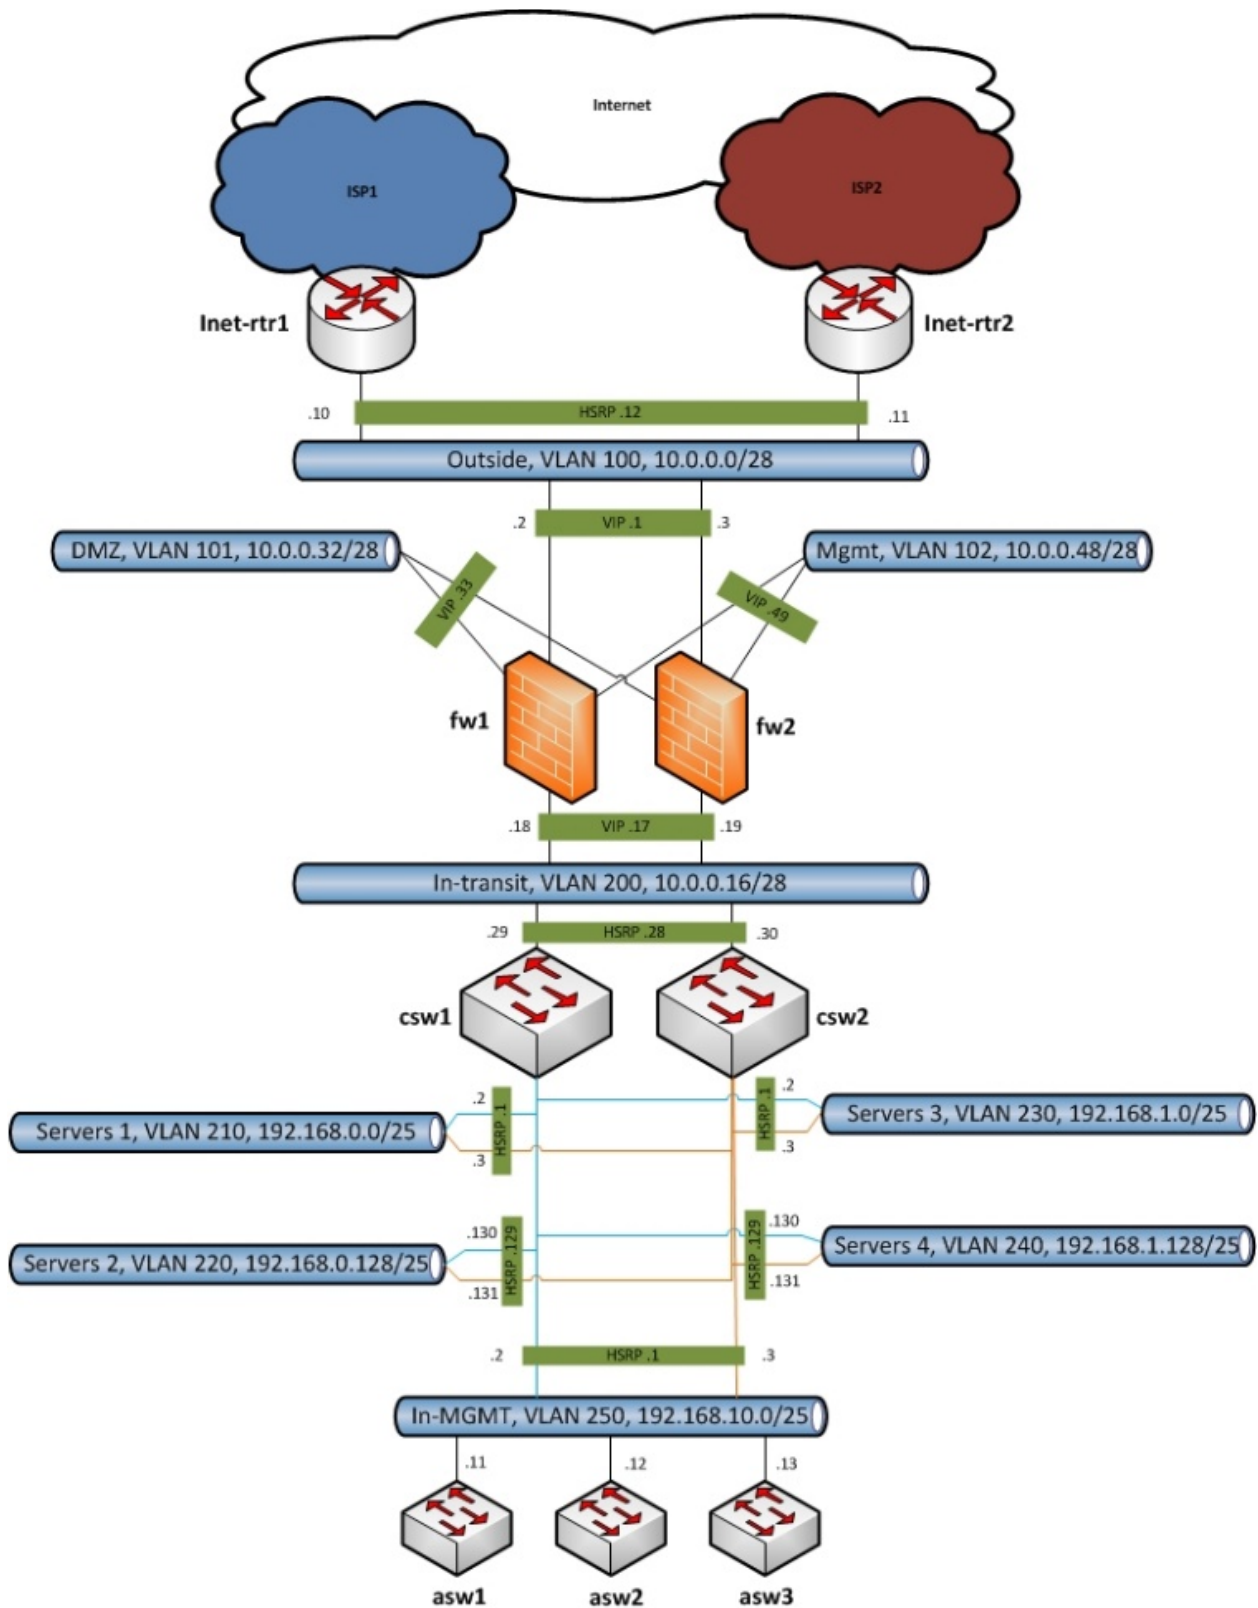 Internet
ISP1
ISP2
Inet-rtr1
Inet-rtr2
.10
HSRP .12
.11
Outside, VLAN 100, 10.0.0.0/28
.2
VIP .1
.3
DMZ, VLAN 101, 10.0.0.32/28
Mgmt, VLAN 102, 10.0.0.48/28
VIP .33
VIP .49
fw1
fw2
.18
VIP .17
.19
In-transit, VLAN 200, 10.0.0.16/28
.29
HSRP .28
.30
csw1
csw2
.2
HSRP .1
.3
Servers 1, VLAN 210, 192.168.0.0/25
.2
HSRP .1
.3
Servers 3, VLAN 230, 192.168.1.0/25
.130
HSRP .129
.131
Servers 2, VLAN 220, 192.168.0.128/25
.130
HSRP .129
.131
Servers 4, VLAN 240, 192.168.1.128/25
.2
HSRP .1
.3
In-MGMT, VLAN 250, 192.168.10.0/25
.11
.12
.13
asw1
asw2
asw3